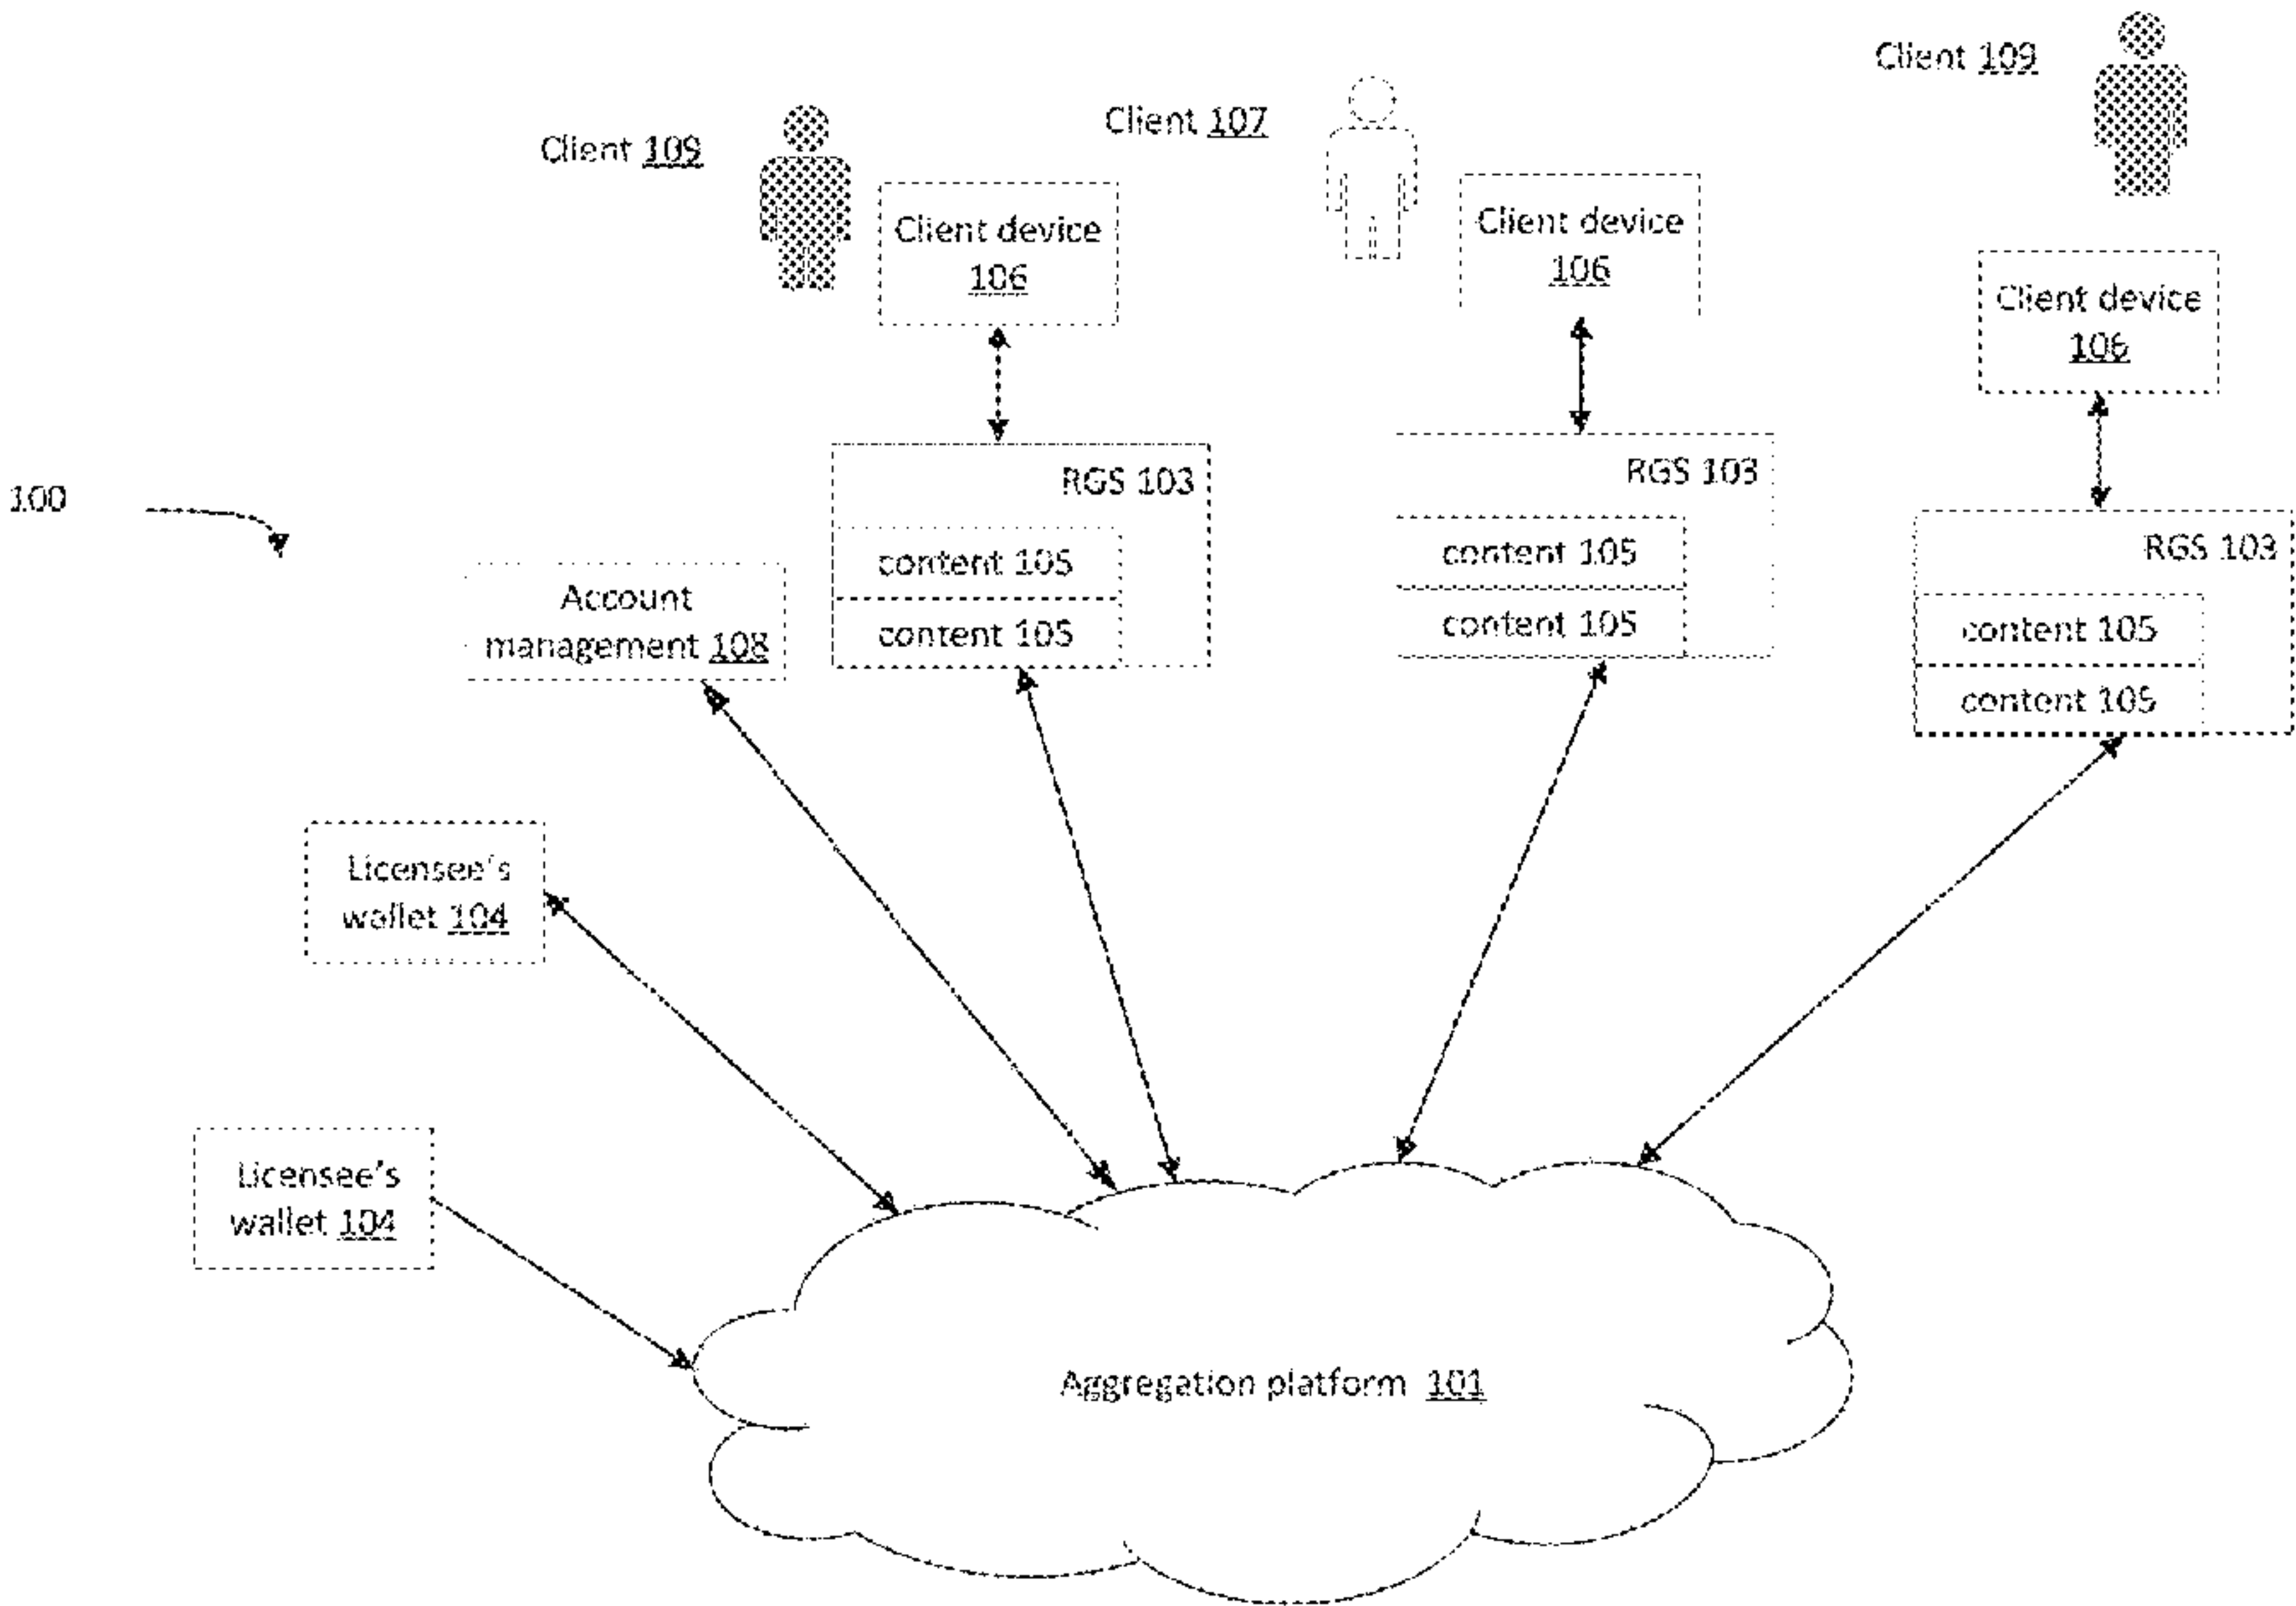 Client 109
Client 107
Client 109
Client device
106
Client device
106
Client device
106
100
RGS 103
content 105
content 105
RGS 103
content 105
content 105
RGS 103
content 105
content 105
Account
management 108
Licensee's
wallet 104
Licensee's
wallet 104
Aggregation platform 101